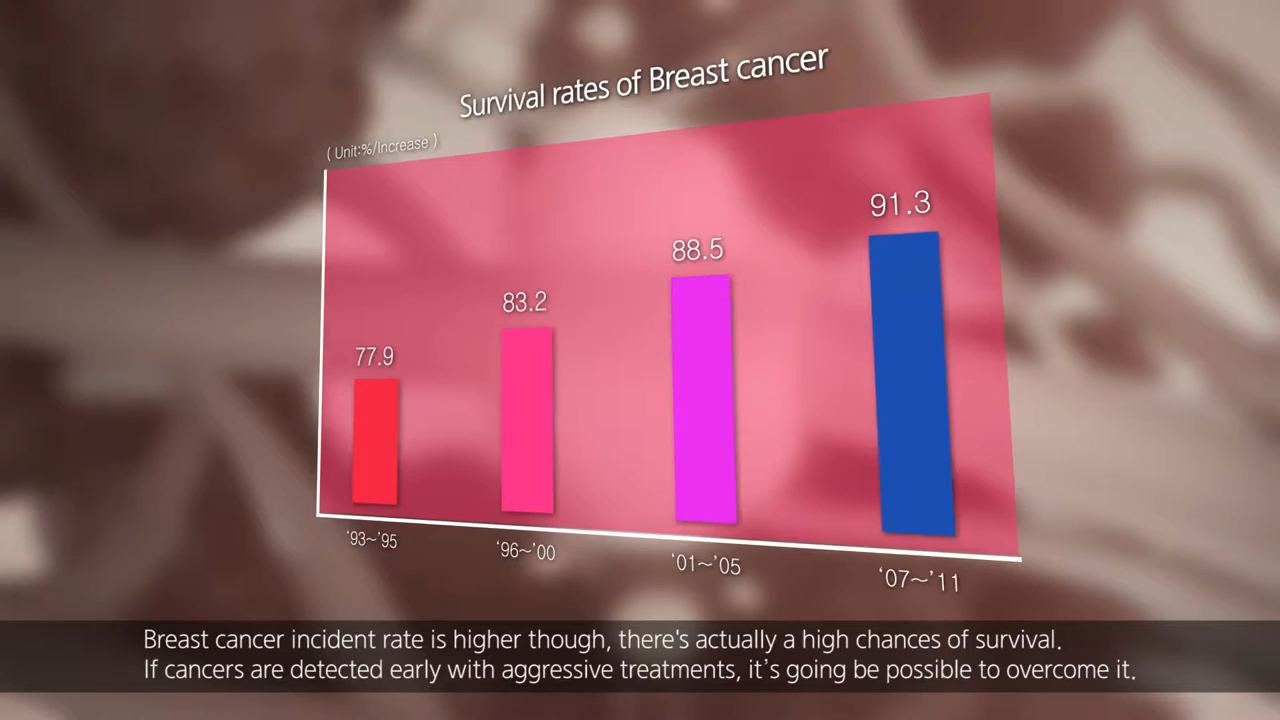 Survival rates of Breast cancer
( Unit:%/Increase )
77.9
83.2
88.5
91.3
‘93~’95
‘96~’00
‘01~’05
‘07~’11
Breast cancer incident rate is higher though, there's actually a high chances of survival.
If cancers are detected early with aggressive treatments, it’s going be possible to overcome it.